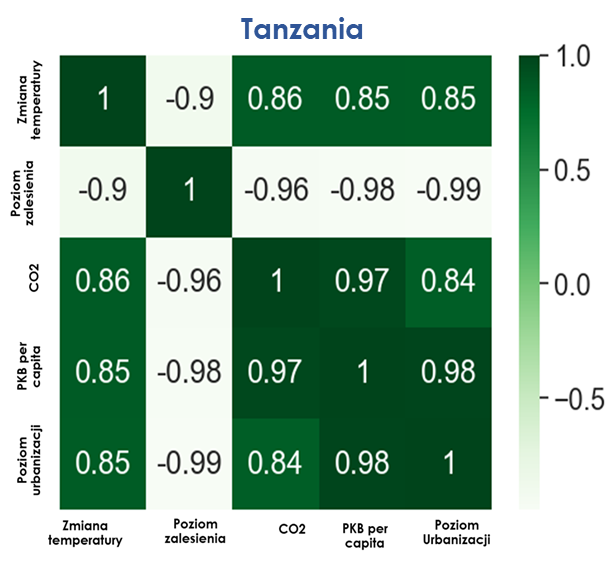 Tanzania
Zmiana
temperatury
1 -0.9 0.86 0.85 0.85
1.0
Poziom
zalesienia
-0.9 1 -0.96 -0.98 -0.99
0.5
CO2
0.86 -0.96 1 0.97 0.84
0.0
PKB per
capita
0.85 -0.98 0.97 1 0.98
−0.5
Poziom
urbanizacji
0.85 -0.99 0.84 0.98 1
Zmiana
temperatury
Poziom
zalesienia
CO2
PKB per
capita
Poziom
Urbanizacji